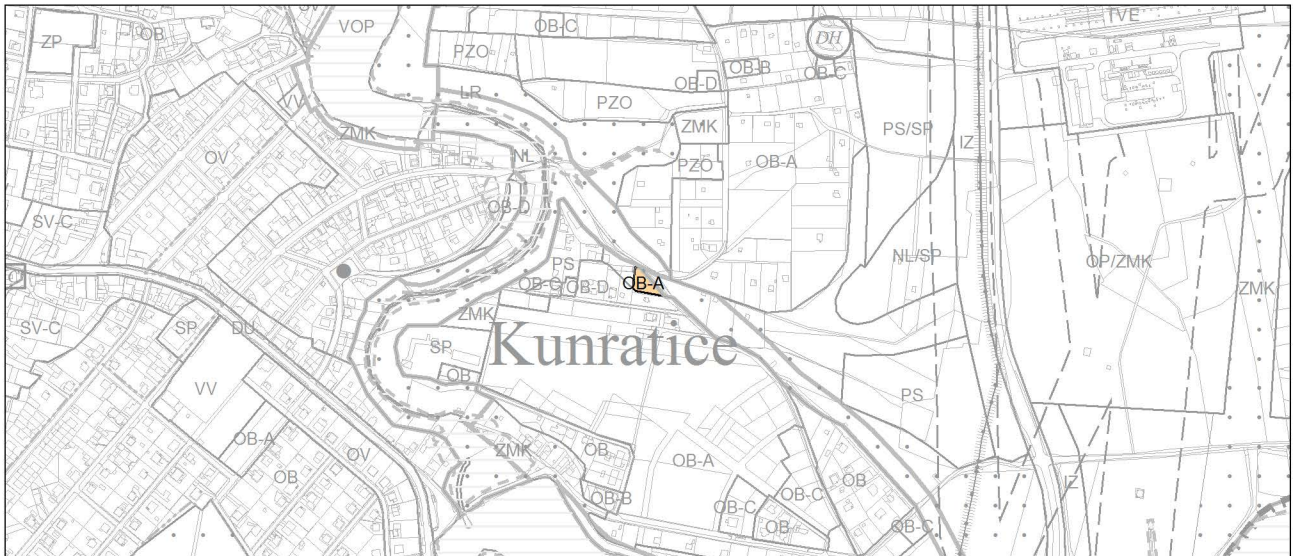 VOP
OB-C
TVE
ZP
OB
DH
PZO
OB-B
OB-C
OB-D
LR
PZO
VV
ZMK
ZMK
PS/SP
IZ
OV
NL
PZO
OB-A
OB-D
SV-C
NL/SP
OP/ZMK
PS
OB-C
OB-D
OB-A
ZMK
ZMK
SV-C
SP
DU
Kunratice
SP
VV
OB
PS
OB-A
OV
OB
ZMK
OB
OB-A
OB-C
OB
IZ
OB-B
OB-C
OB
OB-C